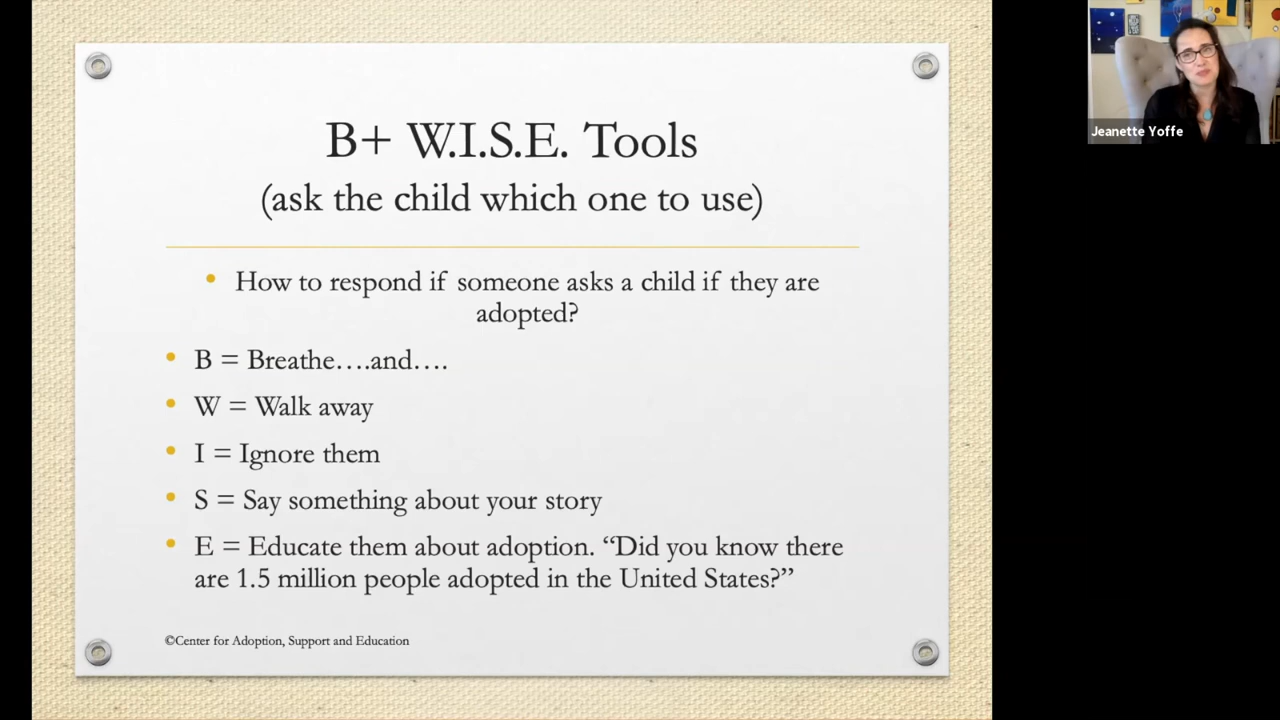 B+ W.I.S.E. Tools
(ask the child which one to use)
How to respond if someone asks a child if they are
adopted?
B = Breathe….and….
W = Walk away
I = Ignore them
S = Say something about your story
E = Educate them about adoption. “Did you know there
are 1.5 million people adopted in the United States?”
©Center for Adoption, Support and Education
Jeanette Yoffe